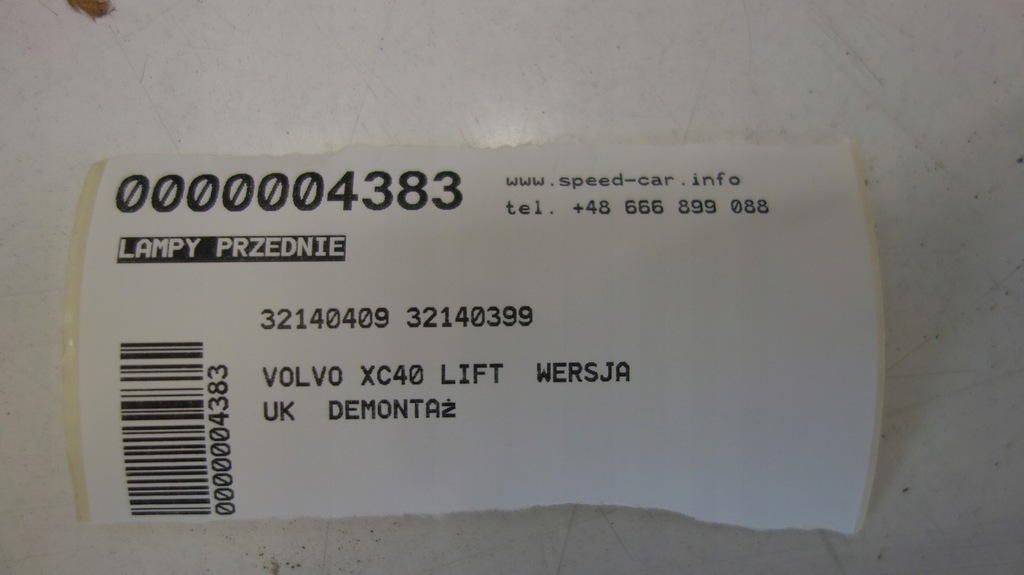 0000004383
www.speed-car.info
tel. +48 666 899 088
LAMPY PRZEDNIE
32140409 32140399
VOLVO XC40 LIFT WERSJA
UK DEMONTAż
0000004383